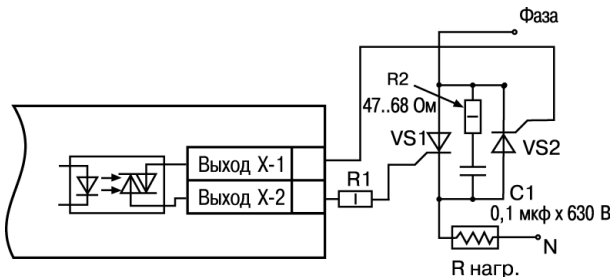 Фаза
R2
47..68 Ом
VS1
VS2
Выход X-1
Выход X-2
R1
C1
0,1 мкф х 630 В
N
R нагр.